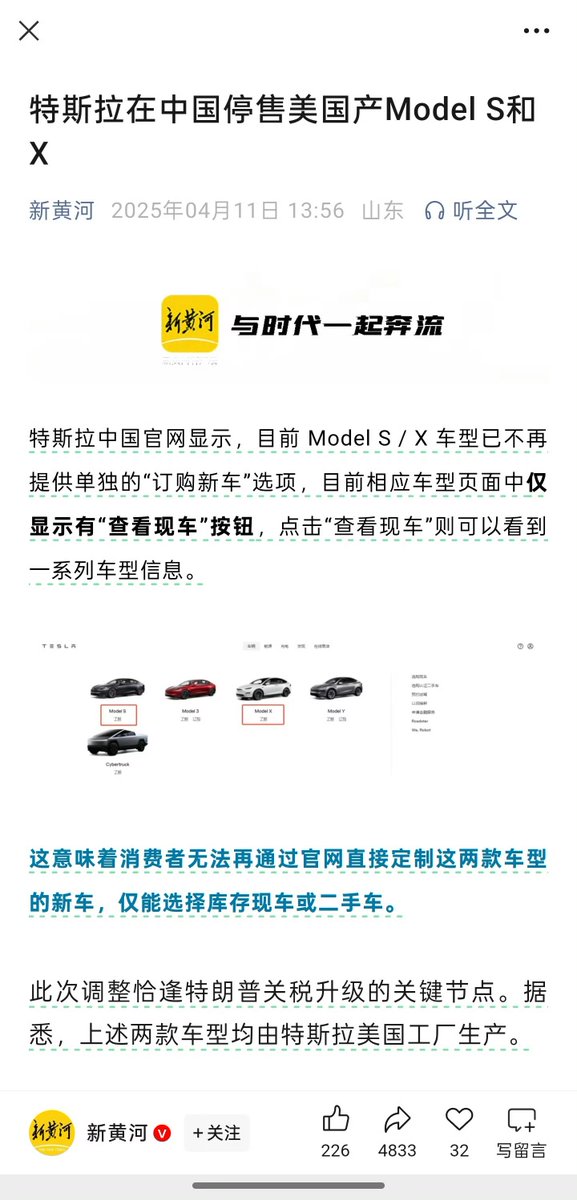 特斯拉在中国停售美国产Model S和
X
新黄河 2025年04月11日 13:56 山东 听全文
新黄河 与时代一起奔流
特斯拉中国官网显示，目前 Model S / X 车型已不再
提供单独的“订购新车”选项，目前相应车型页面中仅
显示有“查看现车”按钮，点击“查看现车”则可以看到
一系列车型信息。
TESLA
Model S Model 3 Model X Model Y
了解 了解 订购 了解 了解 订购
Cybertruck
了解
Roadster
We, Robot
这意味着消费者无法再通过官网直接定制这两款车型
的新车，仅能选择库存现车或二手车。
此次调整恰逢特朗普关税升级的关键节点。据
悉，上述两款车型均由特斯拉美国工厂生产。
新黄河 新黄河 V +关注 226 4833 32 写留言